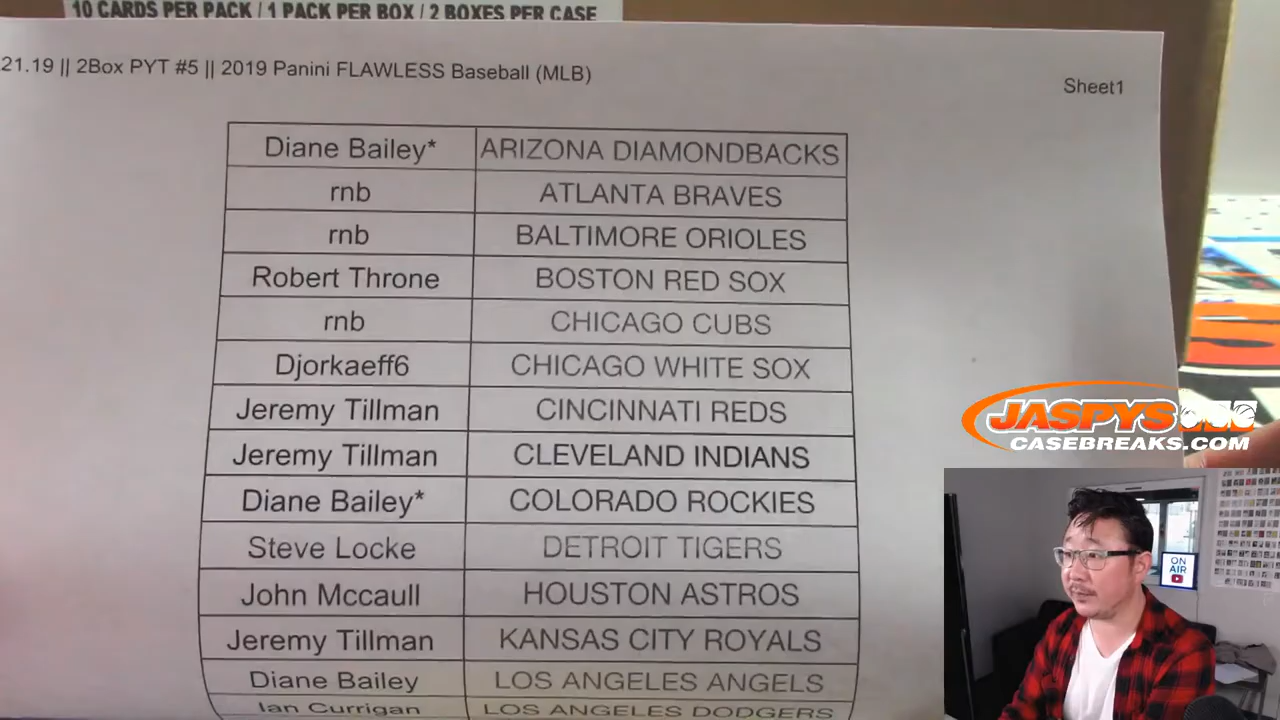 10 CARDS PER PACK / 1 PACK PER BOX / 2 BOXES PER CASE
21.19 || 2Box PYT #5 || 2019 Panini FLAWLESS Baseball (MLB)
Sheet1
Diane Bailey* ARIZONA DIAMONDBACKS
rnb ATLANTA BRAVES
rnb BALTIMORE ORIOLES
Robert Throne BOSTON RED SOX
rnb CHICAGO CUBS
Djorkaeff6 CHICAGO WHITE SOX
Jeremy Tillman CINCINNATI REDS
Jeremy Tillman CLEVELAND INDIANS
Diane Bailey* COLORADO ROCKIES
Steve Locke DETROIT TIGERS
John Mccaull HOUSTON ASTROS
Jeremy Tillman KANSAS CITY ROYALS
Diane Bailey LOS ANGELES ANGELS
Ian Currigan LOS ANGELES DODGERS
JASPYS
CASEBREAKS.COM
ON
AIR